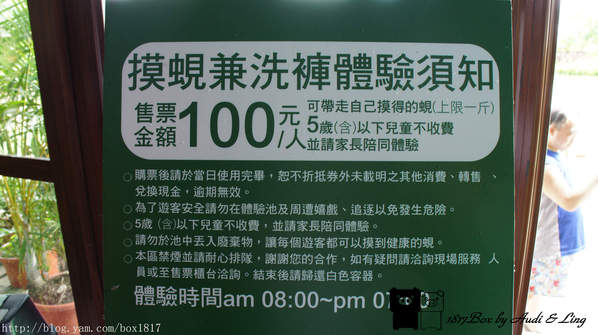 摸蜆兼洗褲體驗須知
售票金額100元/人
可帶走自己摸得的蜆(上限一斤)
5歲(含)以下兒童不收費
並請家長陪同體驗
○購票後請於當日使用完畢，恕不折抵券外未載明之其他消費、轉售、
兌換現金，逾期無效。
○為了遊客安全請勿在體驗池及周遭嬉戲、追逐以免發生危險。
○5歲(含)以下兒童不收費，並請家長陪同體驗。
○請勿於池中丟入廢棄物，讓每個遊客都可以摸到健康的蜆。
○本區禁煙並請耐心排隊，謝謝您的合作，如有疑問請洽詢現場服務 人
員或至售票櫃台洽詢。結束後請歸還白色容器。
體驗時間am 08:00~pm
1817Box by Audi & Ling
http://blog.yam.com/box1817